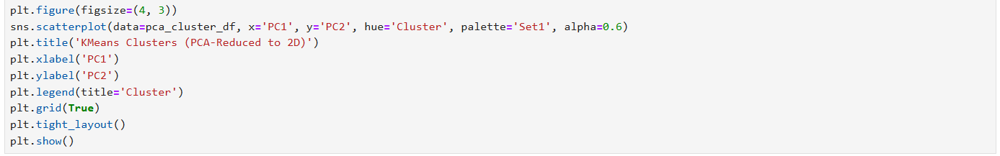 plt.figure(figsize=(4, 3))
sns.scatterplot(data=pca_cluster_df, x='PC1', y='PC2', hue='Cluster', palette='Set1', alpha=0.6)
plt.title('KMeans Clusters (PCA-Reduced to 2D)')
plt.xlabel('PC1')
plt.ylabel('PC2')
plt.legend(title='Cluster')
plt.grid(True)
plt.tight_layout()
plt.show()